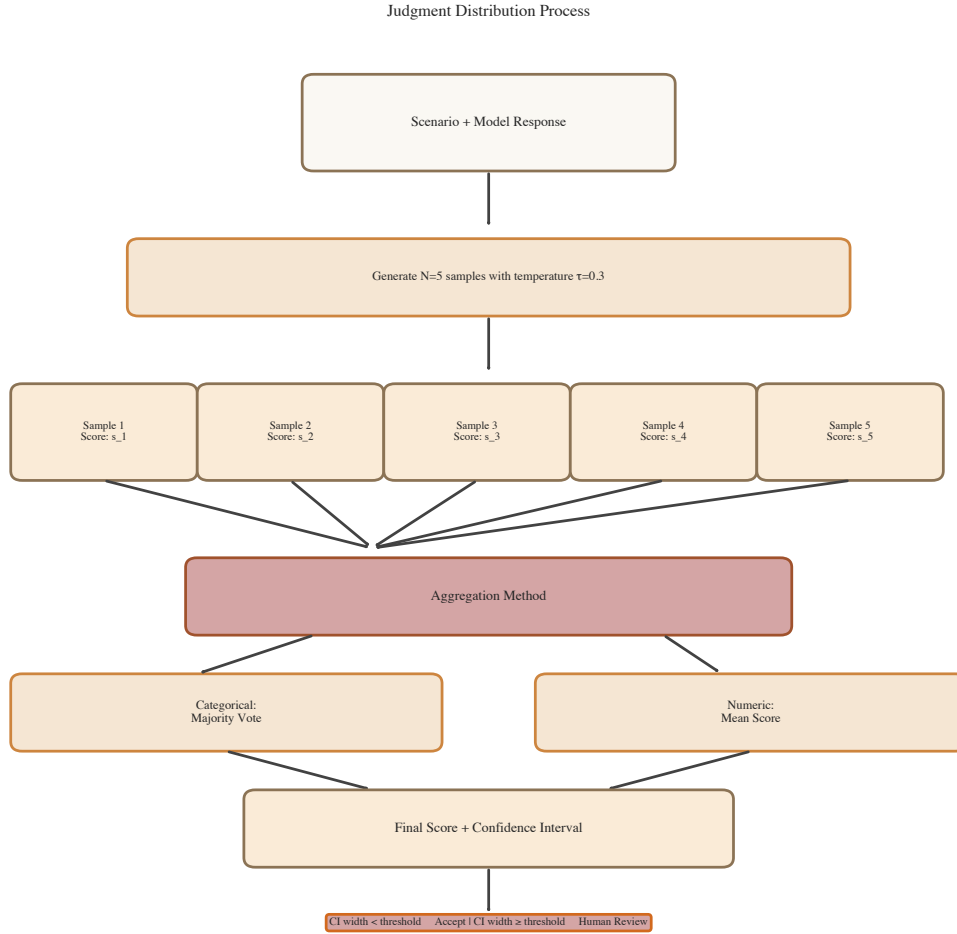 Judgment Distribution Process
Scenario + Model Response
Generate N=5 samples with temperature τ=0.3
Sample 1
Score: s_1
Sample 2
Score: s_2
Sample 3
Score: s_3
Sample 4
Score: s_4
Sample 5
Score: s_5
Aggregation Method
Categorical:
Majority Vote
Numeric:
Mean Score
Final Score + Confidence Interval
CI width < threshold Accept | CI width ≥ threshold Human Review